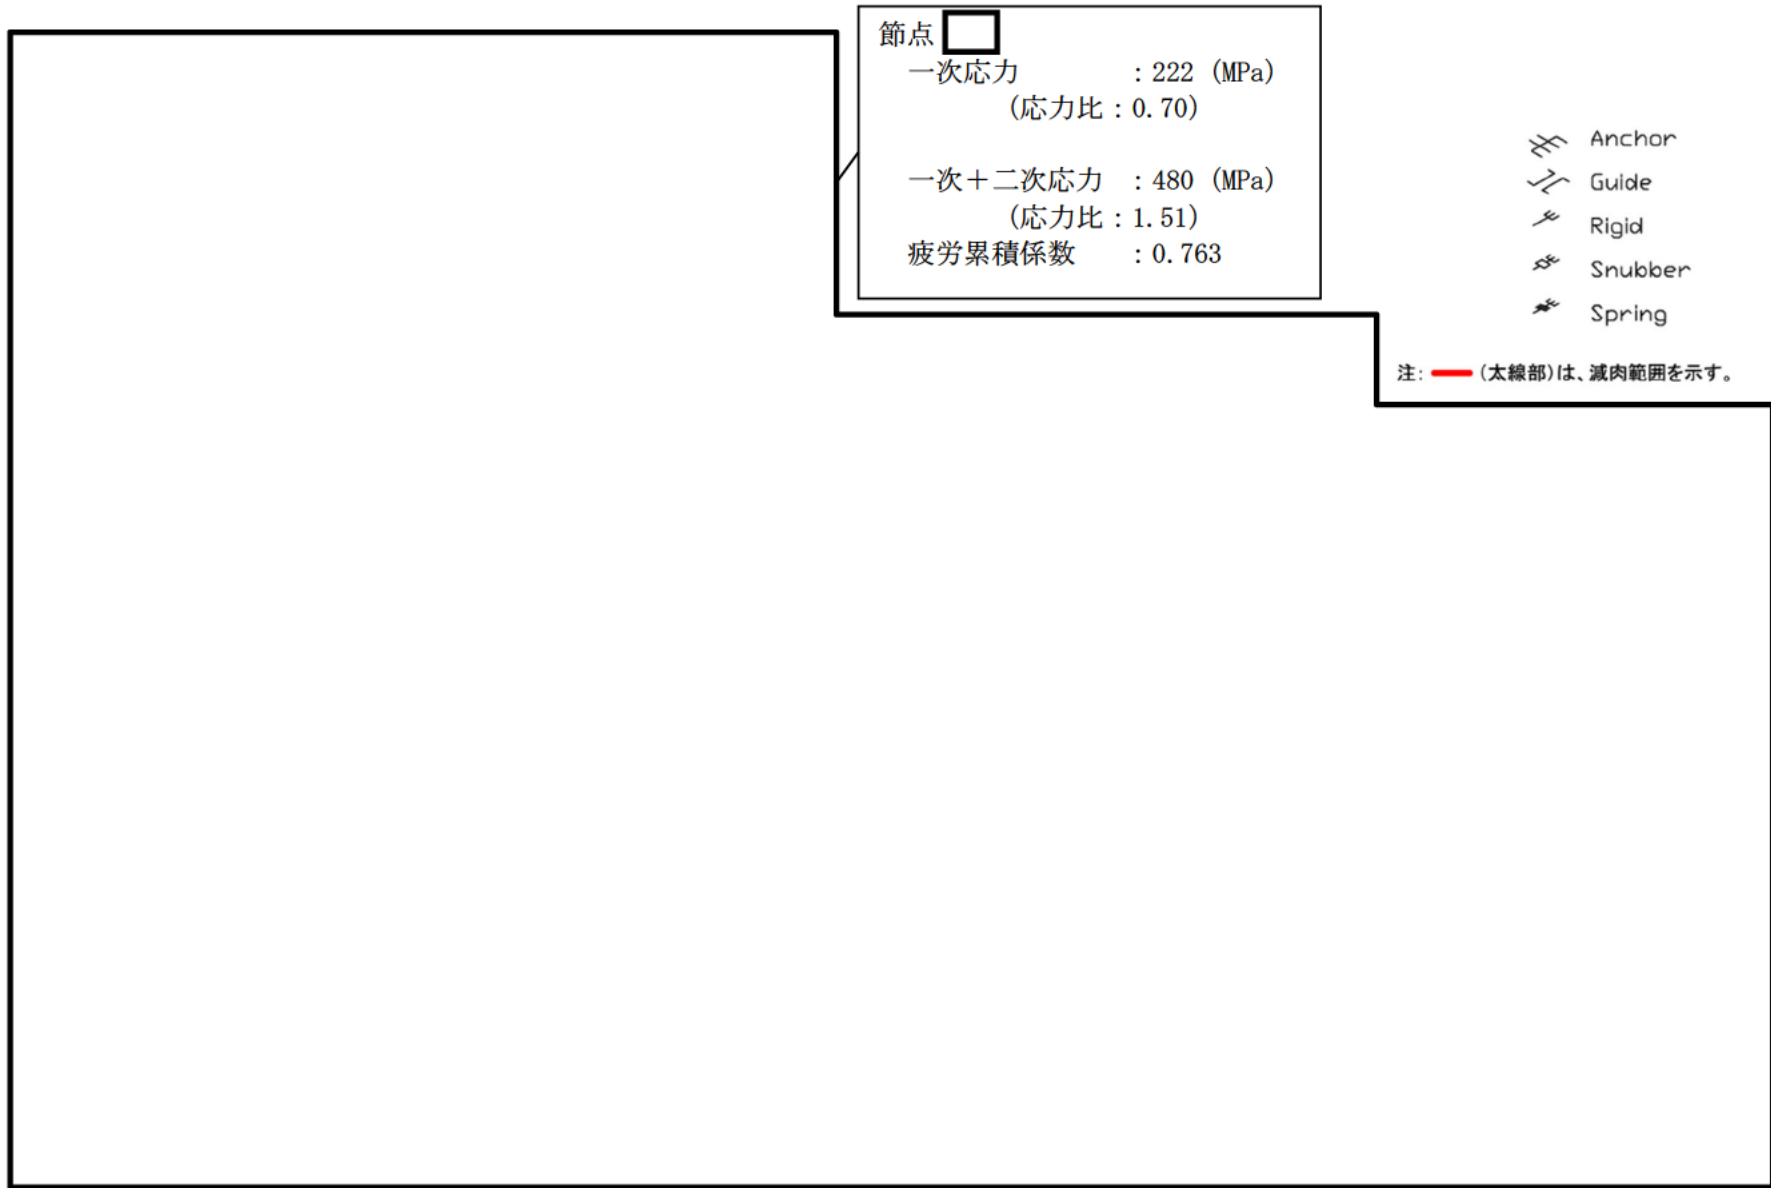 節点
一次応力 : 222 (MPa)
(応力比 : 0.70)
一次+二次応力 : 480 (MPa)
(応力比 : 1.51)
疲労累積係数 : 0.763
Anchor
Guide
Rigid
Snubber
Spring
注: (太線部)は、減肉範囲を示す。